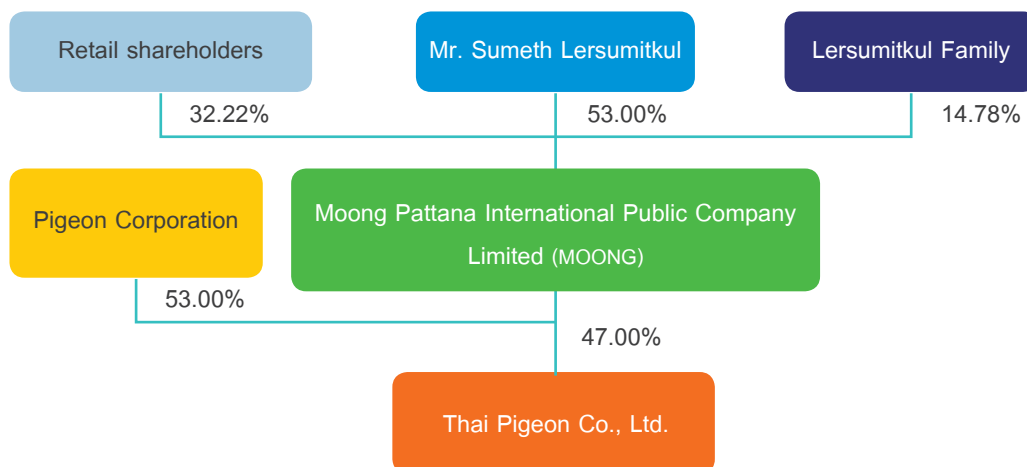 Retail shareholders
Mr. Sumeth Lersumitkul
Lersumitkul Family
32.22%
53.00%
14.78%
Pigeon Corporation
Moong Pattana International Public Company
Limited (MOONG)
53.00%
47.00%
Thai Pigeon Co., Ltd.